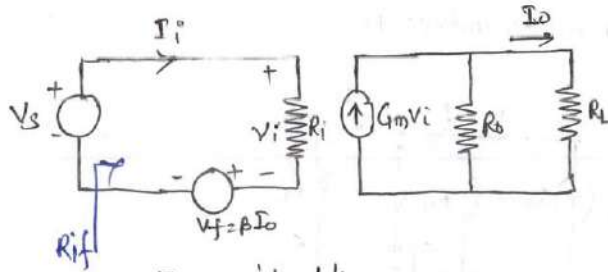 Ii
Io
+
+
Vs
-
Vi
Ri
GmVi
Ro
RL
-
+
-
Vf=βIo
Rif